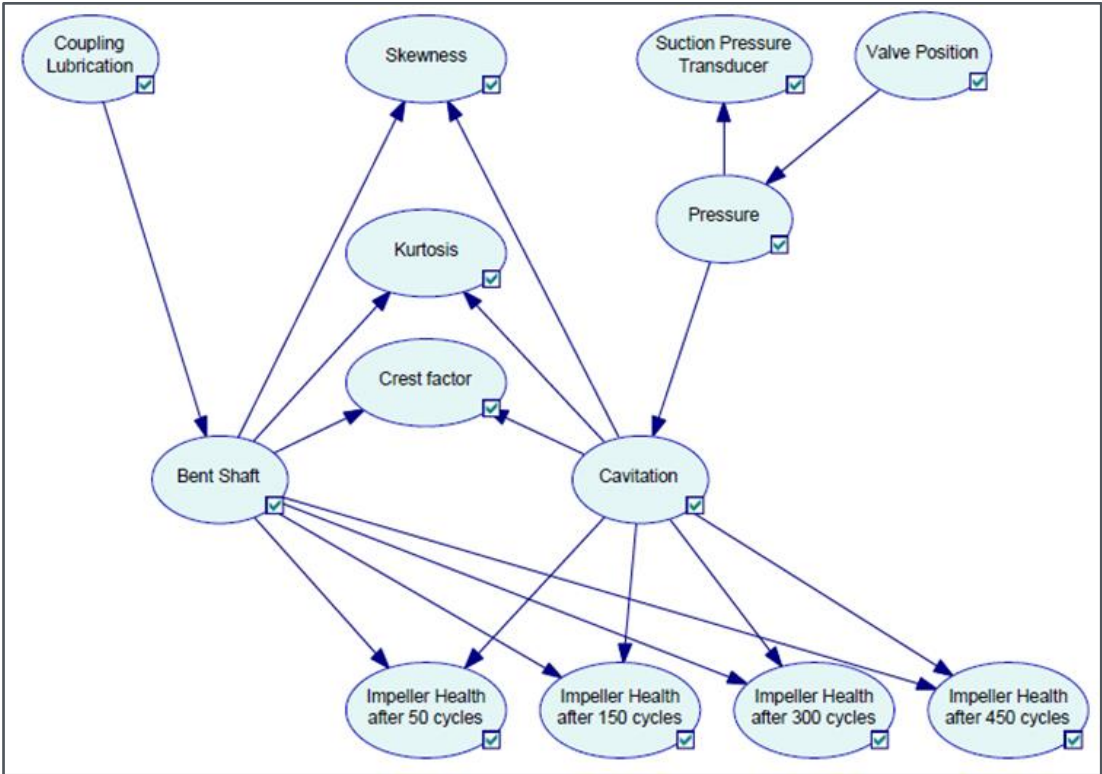 Coupling
Lubrication
Skewness
Suction Pressure
Transducer
Valve Position
Pressure
Kurtosis
Crest factor
Bent Shaft
Cavitation
Impeller Health
after 50 cycles
Impeller Health
after 150 cycles
Impeller Health
after 300 cycles
Impeller Health
after 450 cycles